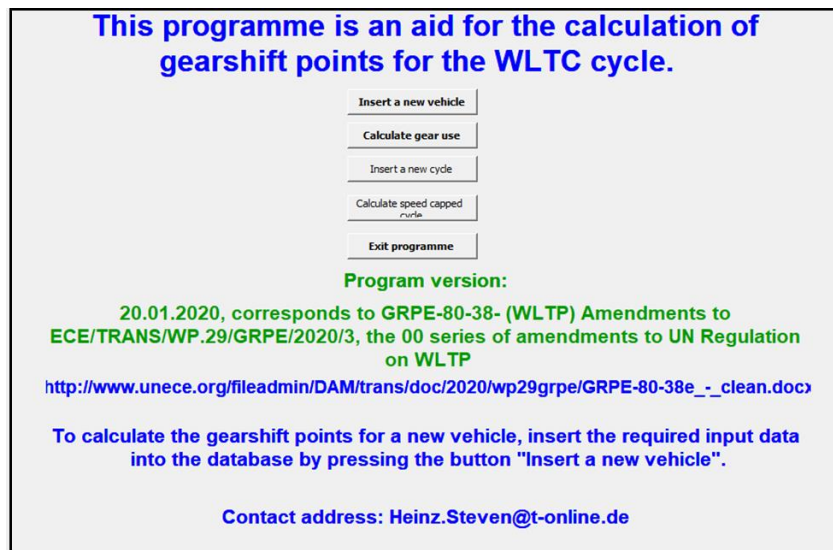 This programme is an aid for the calculation of
gearshift points for the WLTC cycle.
Insert a new vehicle
Calculate gear use
Insert a new cycle
Calculate speed capped
cycle
Exit programme
Program version:
20.01.2020, corresponds to GRPE-80-38- (WLTP) Amendments to
ECE/TRANS/WP.29/GRPE/2020/3, the 00 series of amendments to UN Regulation
on WLTP
http://www.unece.org/fileadmin/DAM/trans/doc/2020/wp29grpe/GRPE-80-38e_-_clean.docx
To calculate the gearshift points for a new vehicle, insert the required input data
into the database by pressing the button "Insert a new vehicle".
Contact address: Heinz.Steven@t-online.de